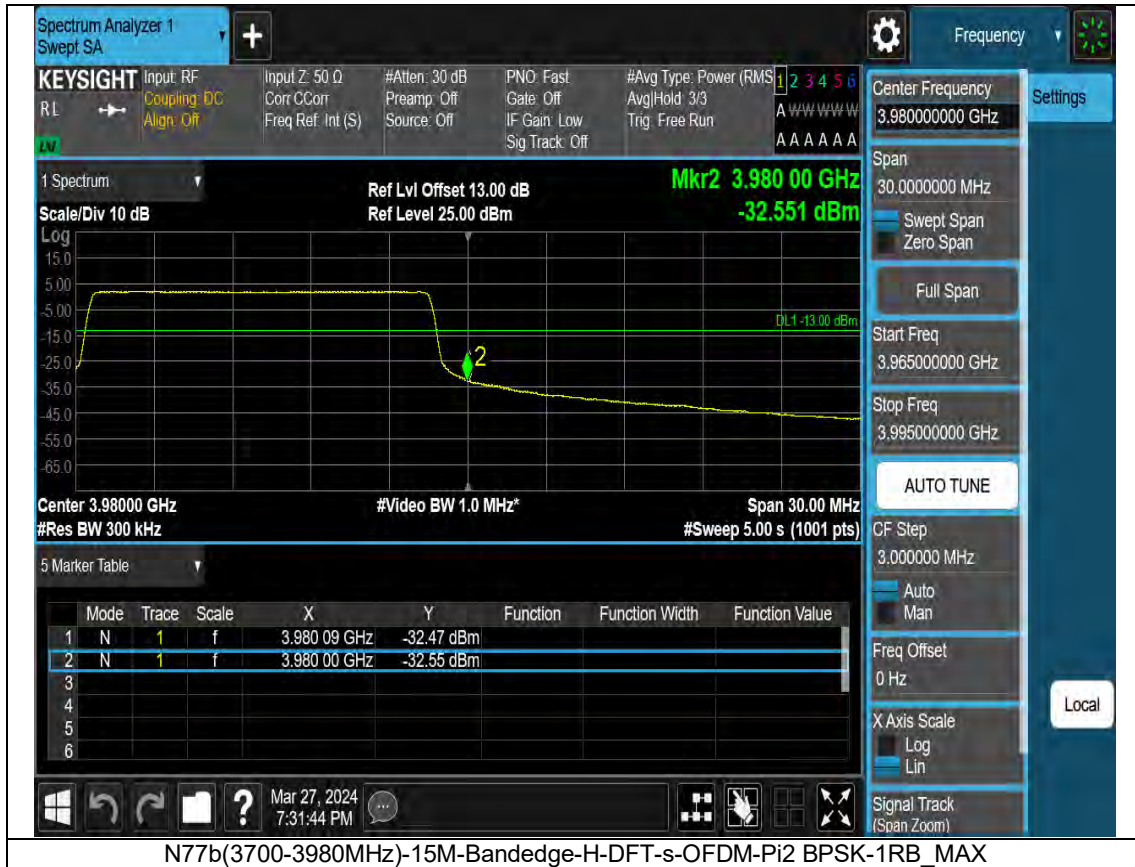 Spectrum Analyzer 1
Swept SA
Frequency
KEYSIGHT
RL
Input: RF
Coupling: DC
Align: Off
Input Z: 50 Ω
Corr CCorr
Freq Ref: Int (S)
#Atten: 30 dB
Preamp: Off
Source: Off
PNO: Fast
Gate: Off
IF Gain: Low
Sig Track: Off
#Avg Type: Power (RMS
Avg|Hold: 3/3
Trig: Free Run
1 2 3 4 5 6
A W W W W W
A A A A A A
1 Spectrum
Scale/Div 10 dB
Ref Lvl Offset 13.00 dB
Ref Level 25.00 dBm
Mkr2 3.980 00 GHz
-32.551 dBm
Log
15.0
5.00
-5.00
-15.0
-25.0
-35.0
-45.0
-55.0
-65.0
DL1 -13.00 dBm
2
Center 3.98000 GHz
#Res BW 300 kHz
#Video BW 1.0 MHz*
Span 30.00 MHz
#Sweep 5.00 s (1001 pts)
5 Marker Table
Mode Trace Scale X Y Function Function Width Function Value
1 N 1 f 3.980 09 GHz -32.47 dBm
2 N 1 f 3.980 00 GHz -32.55 dBm
3
4
5
6
Mar 27, 2024
7:31:44 PM
Center Frequency
3.980000000 GHz
Span
30.0000000 MHz
Swept Span
Zero Span
Full Span
Start Freq
3.965000000 GHz
Stop Freq
3.995000000 GHz
AUTO TUNE
CF Step
3.000000 MHz
Auto
Man
Freq Offset
0 Hz
X Axis Scale
Log
Lin
Signal Track
(Span Zoom)
Settings
Local
N77b(3700-3980MHz)-15M-Bandedge-H-DFT-s-OFDM-Pi2 BPSK-1RB_MAX